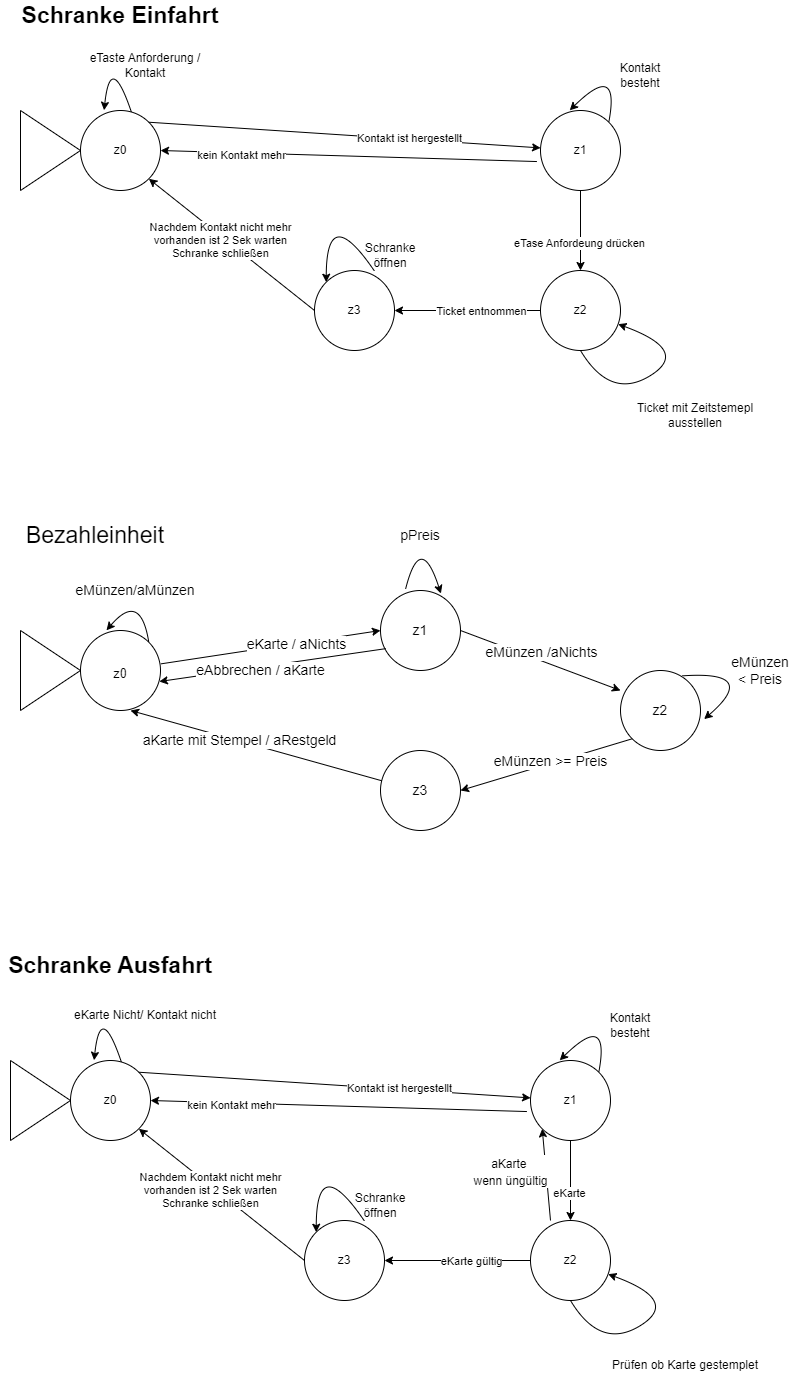 Schranke Einfahrt
eTaste Anforderung /
Kontakt
Kontakt
besteht
z0
Kontakt ist hergestellt
kein Kontakt mehr
z1
Nachdem Kontakt nicht mehr
vorhanden ist 2 Sek warten
Schranke schließen
Schranke
öffnen
eTase Anfordeung drücken
z3
Ticket entnommen
z2
Ticket mit Zeitstemepl
ausstellen
Bezahleinheit
pPreis
eMünzen/aMünzen
z0
eKarte / aNichts
eAbbrechen / aKarte
z1
eMünzen /aNichts
eMünzen
< Preis
z2
aKarte mit Stempel / aRestgeld
eMünzen >= Preis
z3
Schranke Ausfahrt
eKarte Nicht/ Kontakt nicht
Kontakt
besteht
z0
Kontakt ist hergestellt
kein Kontakt mehr
z1
aKarte
wenn üngültig
eKarte
Nachdem Kontakt nicht mehr
vorhanden ist 2 Sek warten
Schranke schließen
Schranke
öffnen
z3
eKarte gültig
z2
Prüfen ob Karte gestemplet